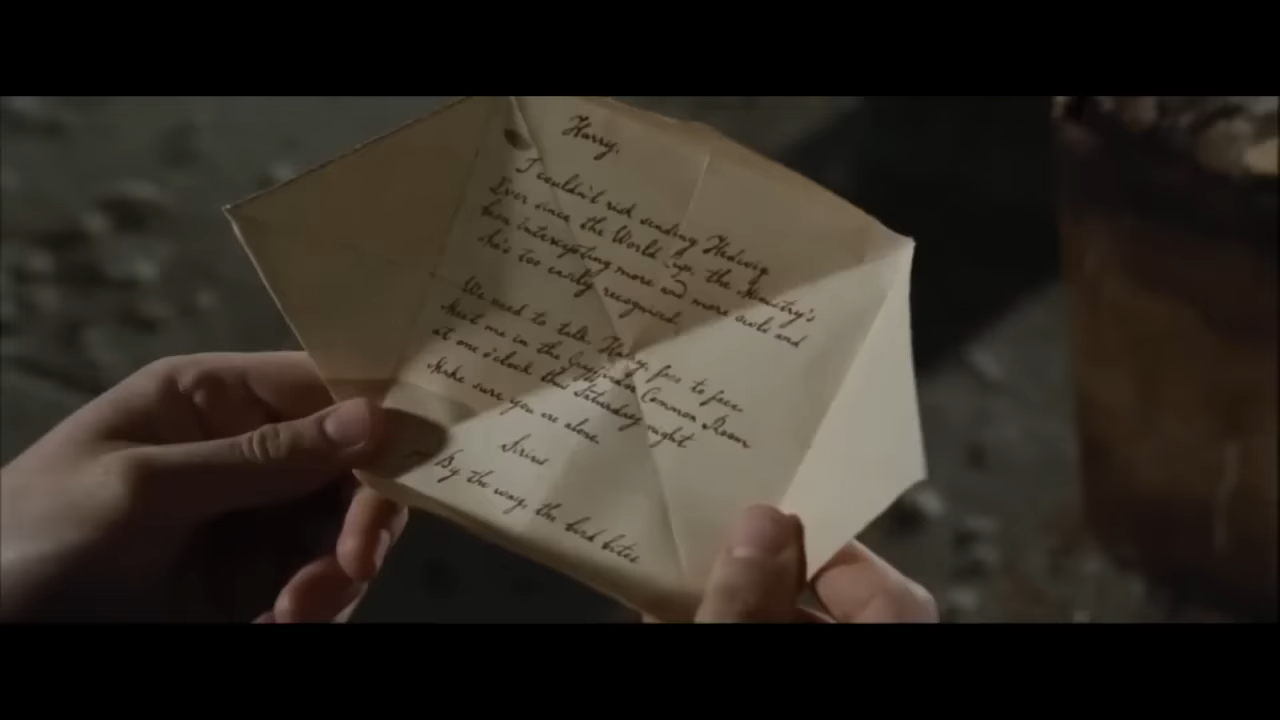 Harry,
I couldn't risk sending Hedwig
Ever since the World Cup, the Ministry's
been intercepting more and more owls and
she's too easily recognised.
We need to talk, Harry, face to face.
Meet me in the Gryffindor Common Room
at one o'clock this Saturday night
Make sure you are alone.
Sirius
By the way, the bird bites